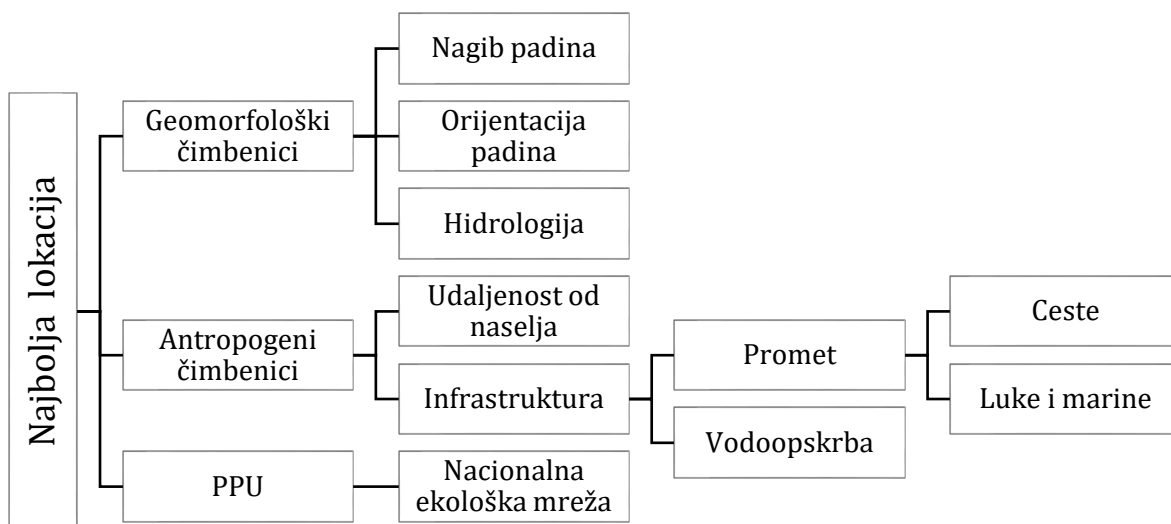 Najbolja lokacija
Geomorfološki
čimbenici
Nagib padina
Orijentacija
padina
Hidrologija
Antropogeni
čimbenici
Udaljenost od
naselja
Infrastruktura
Promet
Ceste
Luke i marine
Vodoopskrba
PPU
Nacionalna
ekološka mreža